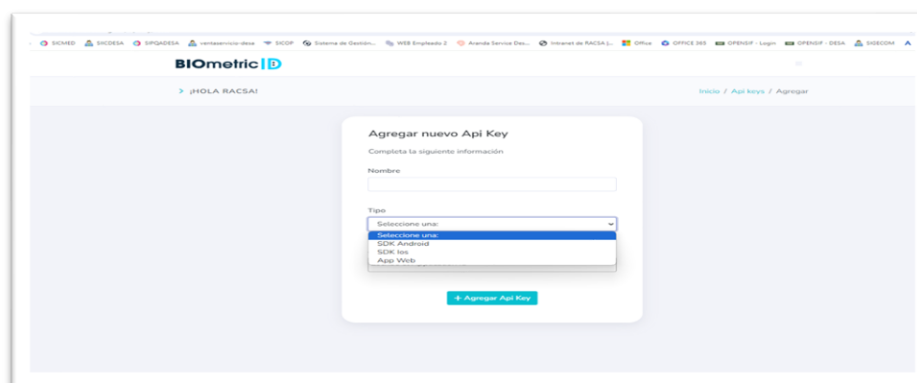 SICMED SICDESA SIPQADESA ventaservicio-desa SICOP Sistema de Gestión... WEB Empleado 2 Aranda Service Des... Intranet de RACSA |... Office OFFICE 365 OPENSIF - Login OPENSIF - DESA SIGECOM
BIOmetric ID
> ¡HOLA RACSA! Inicio / Api keys / Agregar
Agregar nuevo Api Key
Completa la siguiente información
Nombre
Tipo
Seleccione una:
Seleccione una:
SDK Android
SDK Ios
App Web
+ Agregar Api Key